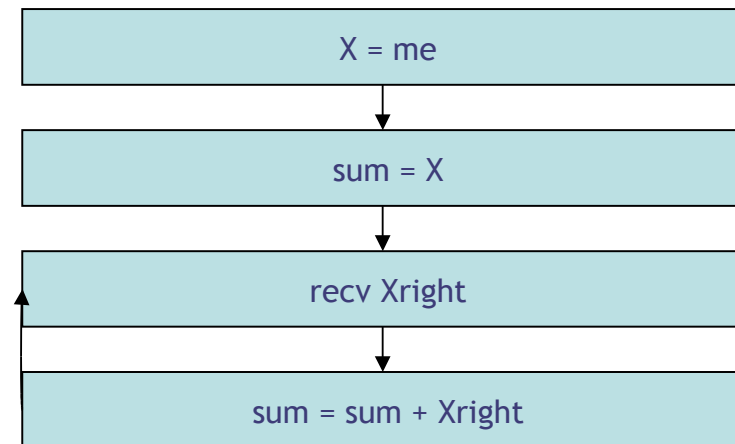 X = me
sum = X
recv Xright
sum = sum + Xright